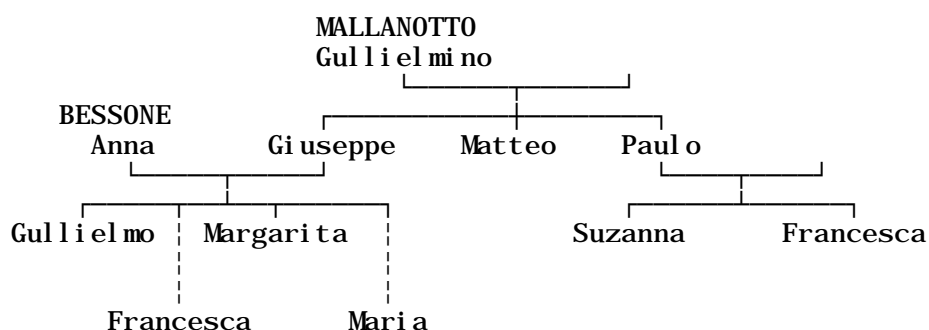 MALLANOTTO
Gullielmino
BESSONE
Anna Giuseppe Matteo Paulo
Gullielmo Margarita Suzanna Francesca
Francesca Maria